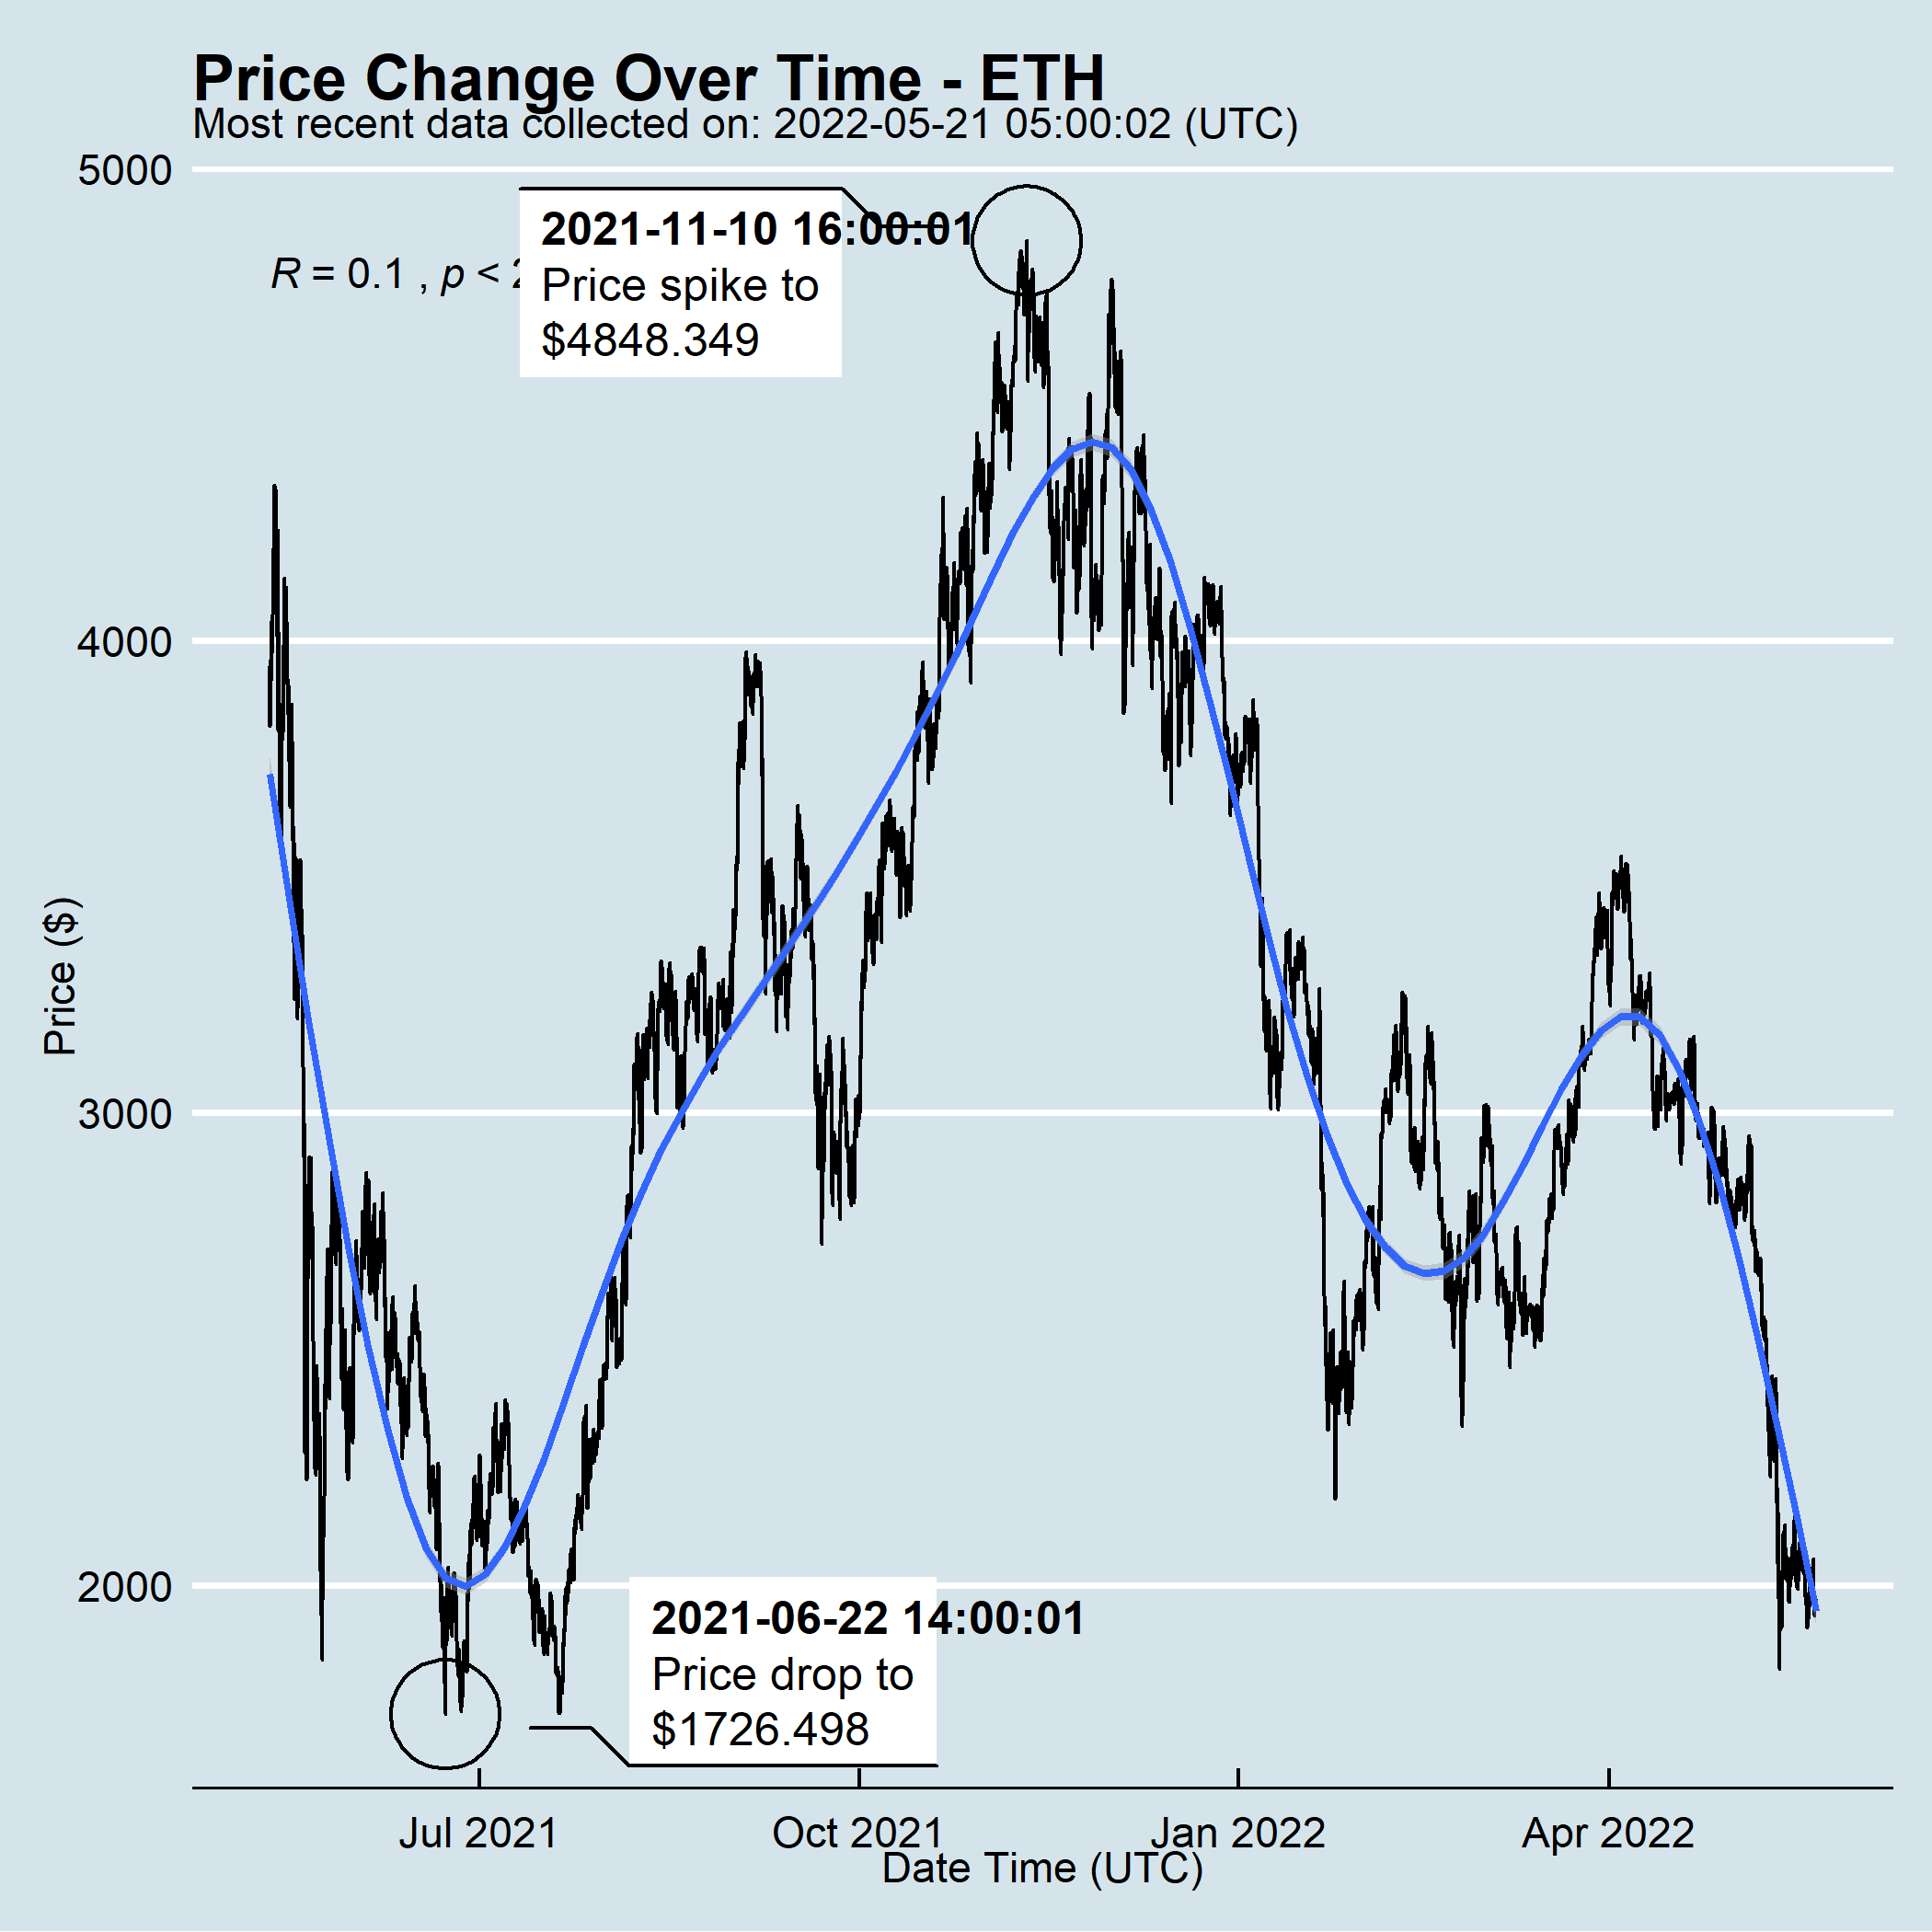 Price Change Over Time - ETH
Most recent data collected on: 2022-05-21 05:00:02 (UTC)
5000
2021-11-10 16:00:01
R = 0.1 , p <
Price spike to
$4848.349
4000
Price ($)
3000
2000
2021-06-22 14:00:01
Price drop to
$1726.498
Jul 2021
Oct 2021
Jan 2022
Apr 2022
Date Time (UTC)